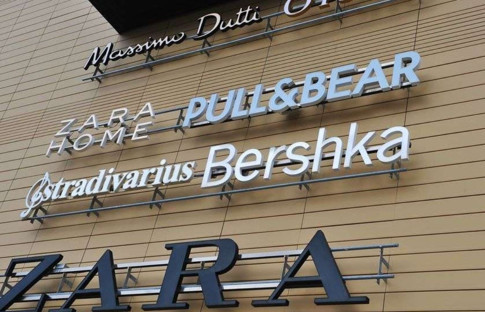 Massimo Dutti
ZARA
HOME
PULL&BEAR
Stradivarius
Bershka
ZARA